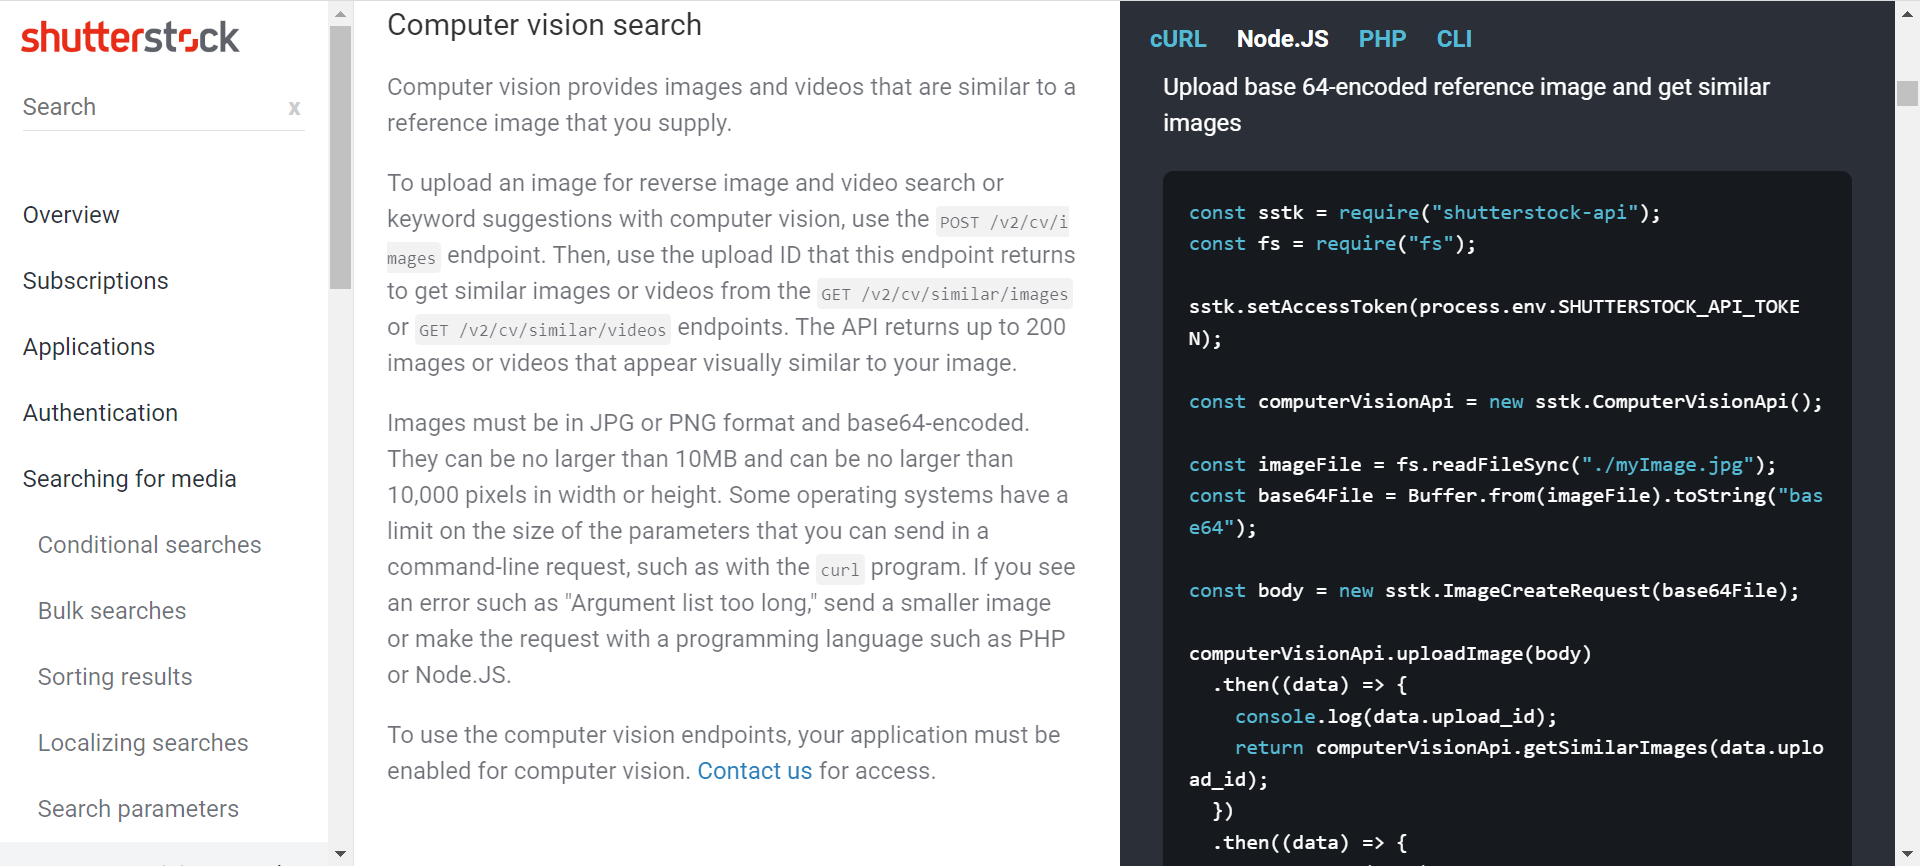 shutterstock
Search x
Overview
Subscriptions
Applications
Authentication
Searching for media
Conditional searches
Bulk searches
Sorting results
Localizing searches
Search parameters
Computer vision search
Computer vision provides images and videos that are similar to a
reference image that you supply.
To upload an image for reverse image and video search or
keyword suggestions with computer vision, use the POST /v2/cv/i
mages endpoint. Then, use the upload ID that this endpoint returns
to get similar images or videos from the GET /v2/cv/similar/images
or GET /v2/cv/similar/videos endpoints. The API returns up to 200
images or videos that appear visually similar to your image.
Images must be in JPG or PNG format and base64-encoded.
They can be no larger than 10MB and can be no larger than
10,000 pixels in width or height. Some operating systems have a
limit on the size of the parameters that you can send in a
command-line request, such as with the curl program. If you see
an error such as "Argument list too long," send a smaller image
or make the request with a programming language such as PHP
or Node.JS.
To use the computer vision endpoints, your application must be
enabled for computer vision. Contact us for access.
cURL Node.JS PHP CLI
Upload base 64-encoded reference image and get similar
images
const sstk = require("shutterstock-api");
const fs = require("fs");
sstk.setAccessToken(process.env.SHUTTERSTOCK_API_TOKE
N);
const computerVisionApi = new sstk.ComputerVisionApi();
const imageFile = fs.readFileSync("./myImage.jpg");
const base64File = Buffer.from(imageFile).toString("bas
e64");
const body = new sstk.ImageCreateRequest(base64File);
computerVisionApi.uploadImage(body)
.then((data) => {
console.log(data.upload_id);
return computerVisionApi.getSimilarImages(data.uplo
ad_id);
})
.then((data) => {